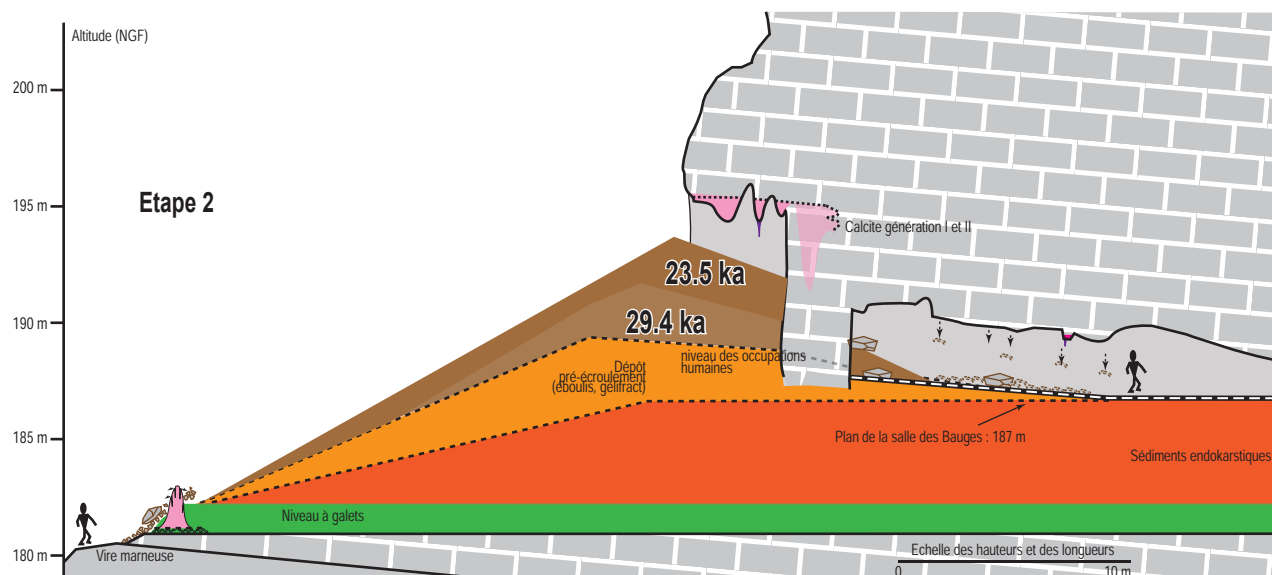 Altitude (NGF)
200 m
195 m
190 m
185 m
180 m
Etape 2
Calcite génération I et II
23.5 ka
29.4 ka
niveau des occupations
humaines
Dépôt
pré-écroulement
(éboulis, gélifract)
Plan de la salle des Bauges : 187 m
Sédiments endokarstiques
Niveau à galets
Vire marneuse
Echelle des hauteurs et des longueurs
0
10 m